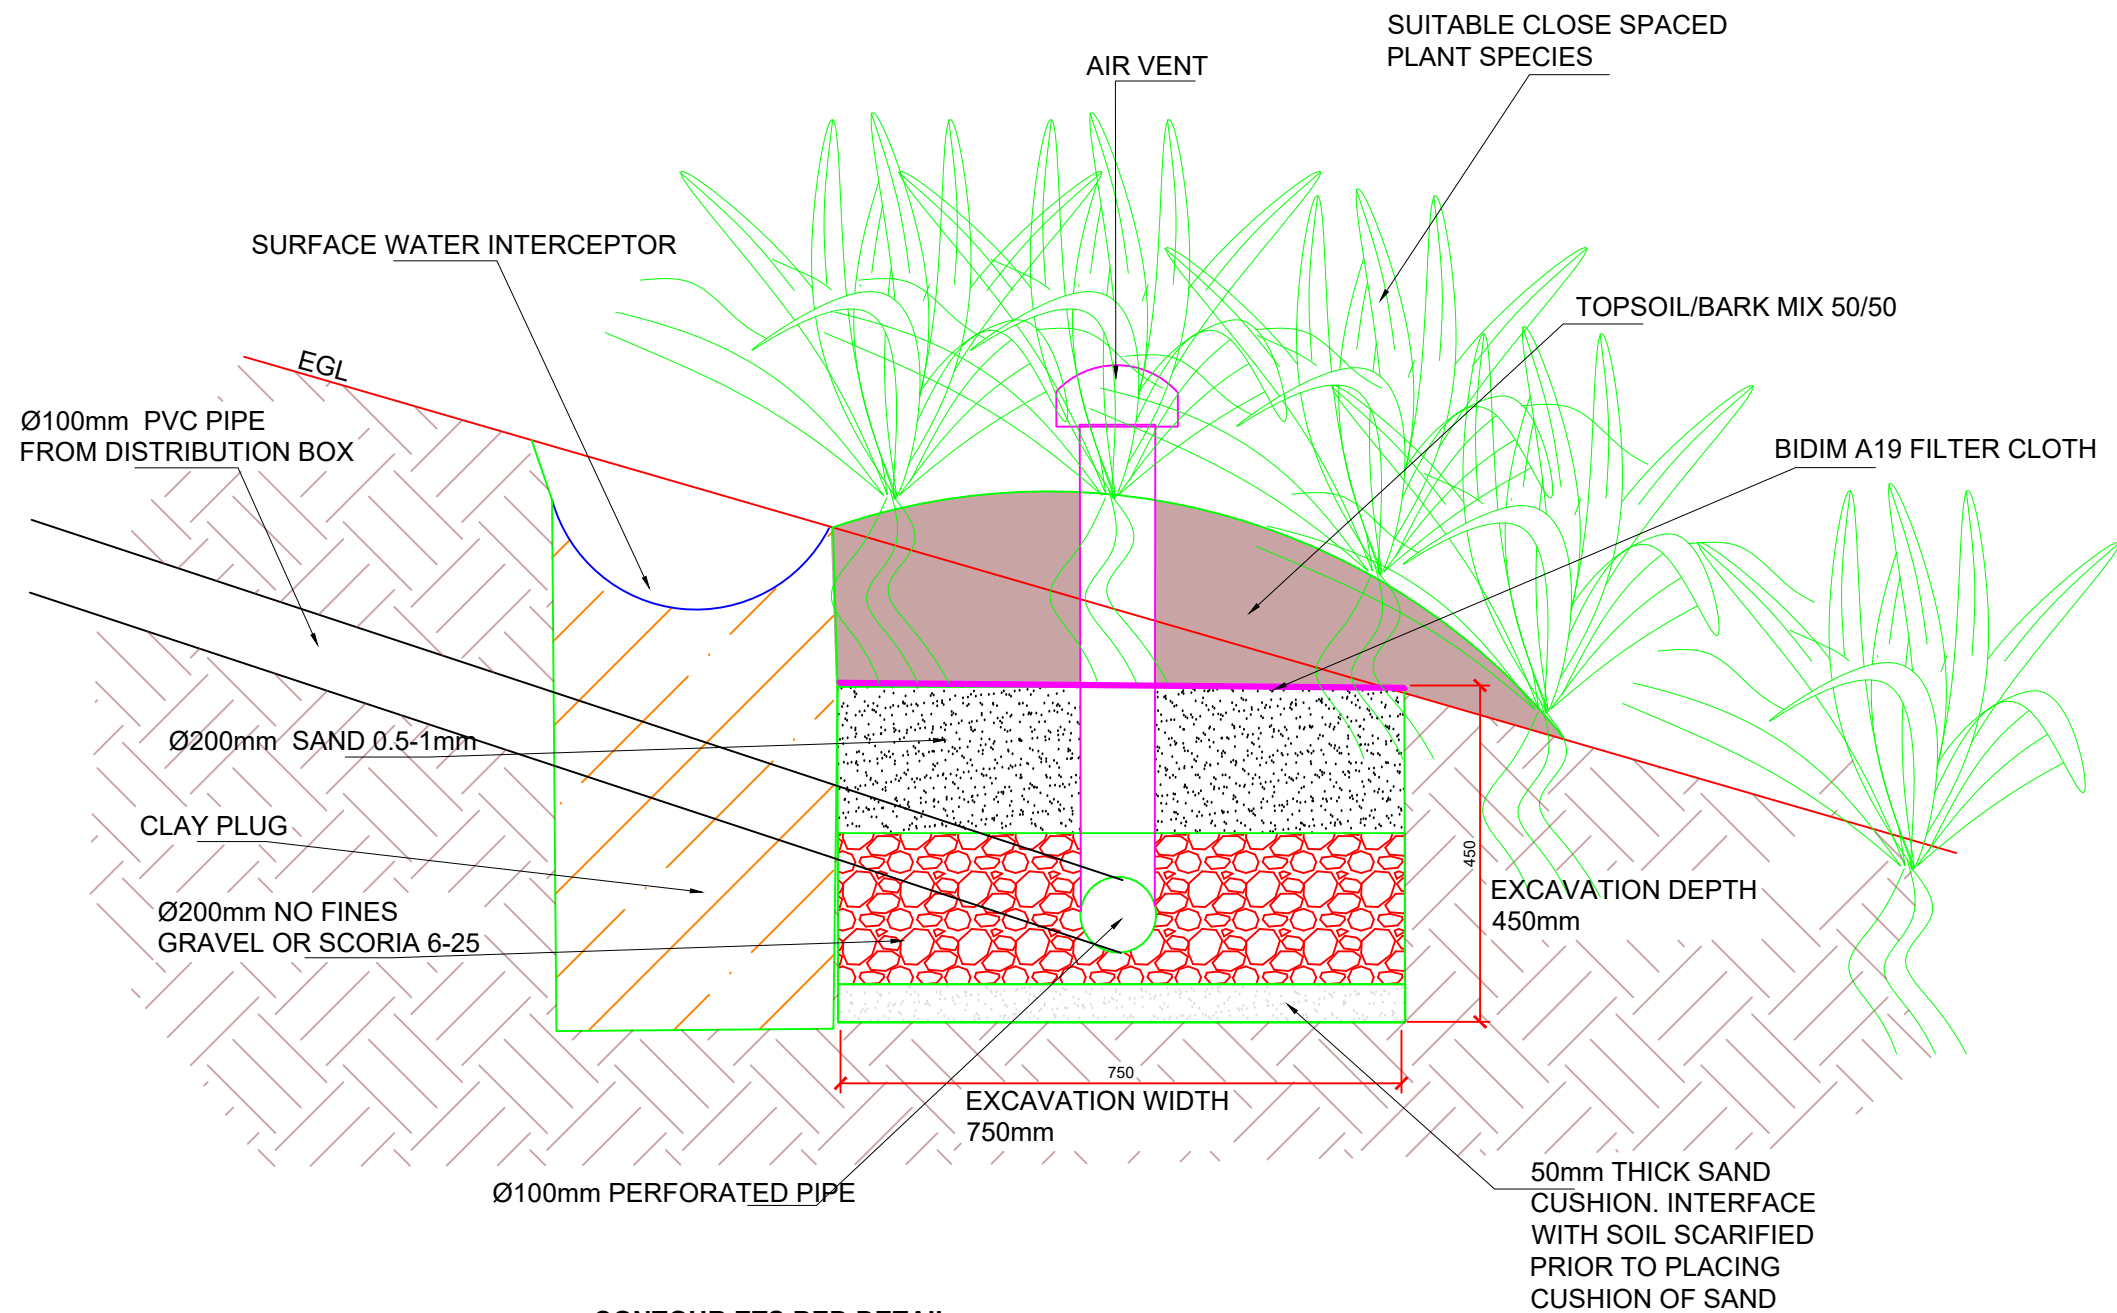 SUITABLE CLOSE SPACED
PLANT SPECIES
AIR VENT
SURFACE WATER INTERCEPTOR
TOPSOIL/BARK MIX 50/50
EGL
Ø100mm PVC PIPE
FROM DISTRIBUTION BOX
BIDIM A19 FILTER CLOTH
Ø200mm SAND 0.5-1mm
CLAY PLUG
Ø200mm NO FINES
GRAVEL OR SCORIA 6-25
450
EXCAVATION DEPTH
450mm
750
EXCAVATION WIDTH
750mm
Ø100mm PERFORATED PIPE
50mm THICK SAND
CUSHION. INTERFACE
WITH SOIL SCARIFIED
PRIOR TO PLACING
CUSHION OF SAND